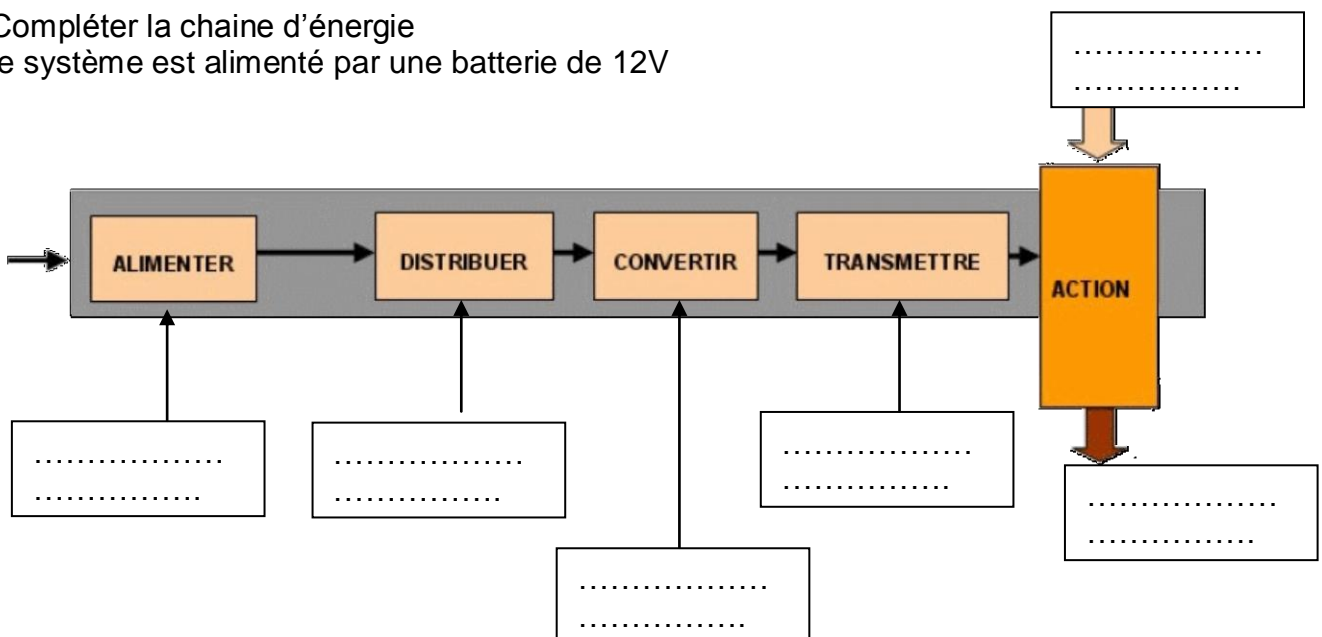 Compléter la chaine d'énergie
e système est alimenté par une batterie de 12V
..................
................
ALIMENTER
DISTRIBUER
CONVERTIR
TRANSMETTRE
ACTION
..................
................
..................
................
..................
................
..................
................
..................
................